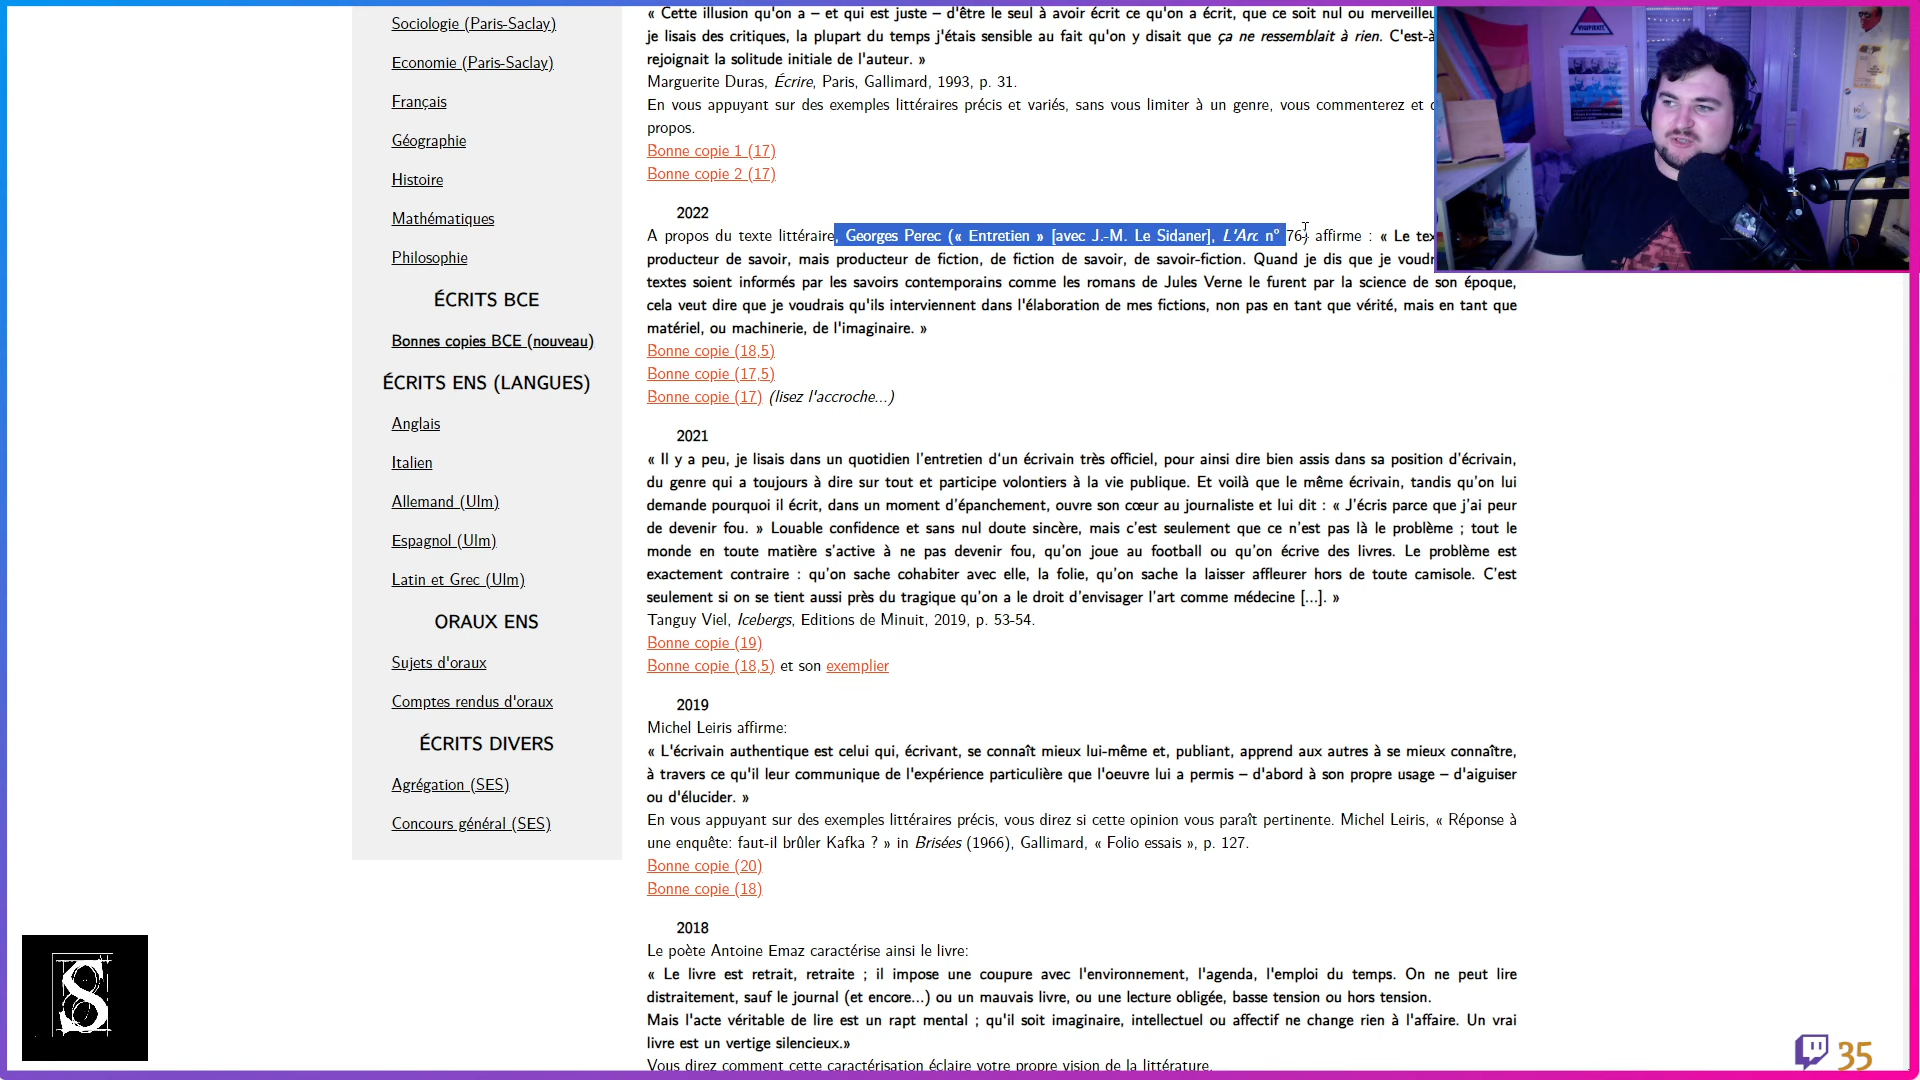 Sociologie (Paris-Saclay)
Economie (Paris-Saclay)
Français
Géographie
Histoire
Mathématiques
Philosophie
ÉCRITS BCE
Bonnes copies BCE (nouveau)
ÉCRITS ENS (LANGUES)
Anglais
Italien
Allemand (Ulm)
Espagnol (Ulm)
Latin et Grec (Ulm)
ORAUX ENS
Sujets d'oraux
Comptes rendus d'oraux
ÉCRITS DIVERS
Agrégation (SES)
Concours général (SES)
« Cette illusion qu'on a – et qui est juste – d'être le seul à avoir écrit ce qu'on a écrit, que ce soit nul ou
je lisais des critiques, la plupart du temps j'étais sensible au fait qu'on y disait que ça ne ressemblait à rien.
rejoignait la solitude initiale de l'auteur. »
Marguerite Duras, Écrire, Paris, Gallimard, 1993, p. 31.
En vous appuyant sur des exemples littéraires précis et variés, sans vous limiter à un genre, vous commenterez et
propos.
Bonne copie 1 (17)
Bonne copie 2 (17)
2022
A propos du texte littéraire, Georges Perec (« Entretien » [avec J.-M. Le Sidaner], L'Arc n° 76) affirme : « Le
producteur de savoir, mais producteur de fiction, de fiction de savoir, de savoir-fiction. Quand je dis que je
textes soient informés par les savoirs contemporains comme les romans de Jules Verne le furent par la science de son époque,
cela veut dire que je voudrais qu'ils interviennent dans l'élaboration de mes fictions, non pas en tant que vérité, mais en tant que
matériel, ou machinerie, de l'imaginaire. »
Bonne copie (18,5)
Bonne copie (17,5)
Bonne copie (17) (lisez l'accroche...)
2021
« Il y a peu, je lisais dans un quotidien l'entretien d'un écrivain très officiel, pour ainsi dire bien assis dans sa position d'écrivain,
du genre qui a toujours à dire sur tout et participe volontiers à la vie publique. Et voilà que le même écrivain, tandis qu'on lui
demande pourquoi il écrit, dans un moment d'épanchement, ouvre son cœur au journaliste et lui dit : « J'écris parce que j'ai peur
de devenir fou. » Louable confidence et sans nul doute sincère, mais c'est seulement que ce n'est pas là le problème ; tout le
monde en toute matière s'active à ne pas devenir fou, qu'on joue au football ou qu'on écrive des livres. Le problème est
exactement contraire : qu'on sache cohabiter avec elle, la folie, qu'on sache la laisser affleurer hors de toute camisole. C'est
seulement si on se tient aussi près du tragique qu'on a le droit d'envisager l'art comme médecine [...]. »
Tanguy Viel, Icebergs, Editions de Minuit, 2019, p. 53-54.
Bonne copie (19)
Bonne copie (18,5) et son exemplier
2019
Michel Leiris affirme:
« L'écrivain authentique est celui qui, écrivant, se connaît mieux lui-même et, publiant, apprend aux autres à se mieux connaître,
à travers ce qu'il leur communique de l'expérience particulière que l'oeuvre lui a permis – d'abord à son propre usage – d'aiguiser
ou d'élucider. »
En vous appuyant sur des exemples littéraires précis, vous direz si cette opinion vous paraît pertinente. Michel Leiris, « Réponse à
une enquête: faut-il brûler Kafka ? » in Brisées (1966), Gallimard, « Folio essais », p. 127.
Bonne copie (20)
Bonne copie (18)
2018
Le poète Antoine Emaz caractérise ainsi le livre:
« Le livre est retrait, retraite ; il impose une coupure avec l'environnement, l'agenda, l'emploi du temps. On ne peut lire
distraitement, sauf le journal (et encore...) ou un mauvais livre, ou une lecture obligée, basse tension ou hors tension.
Mais l'acte véritable de lire est un rapt mental ; qu'il soit imaginaire, intellectuel ou affectif ne change rien à l'affaire. Un vrai
livre est un vertige silencieux.»
Vous direz comment cette caractérisation éclaire votre propre vision de la littérature.
S
35